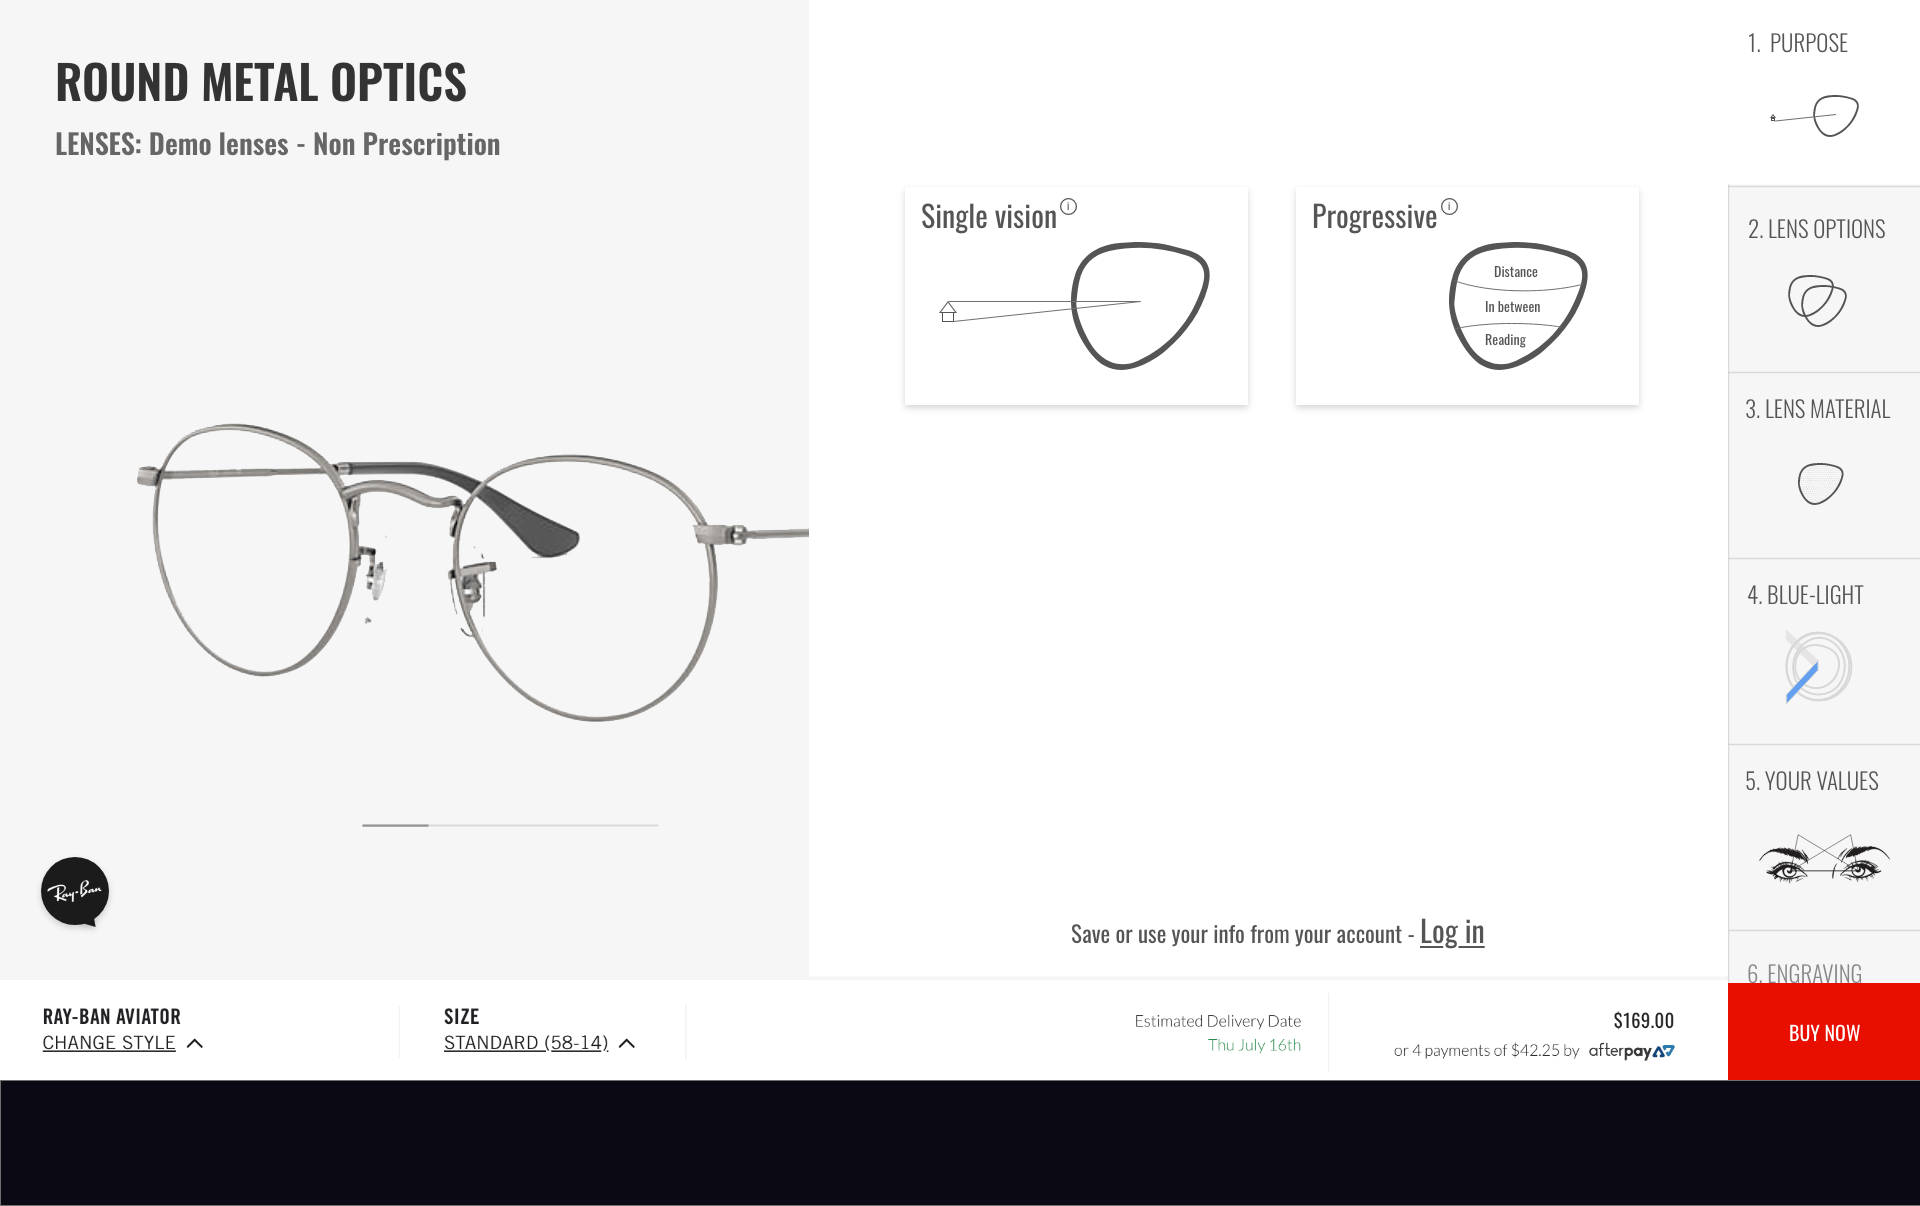 ROUND METAL OPTICS
LENSES: Demo lenses - Non Prescription
Ray-Ban
Single vision
i
Progressive
i
Distance
In between
Reading
Save or use your info from your account - Log in
1. PURPOSE
2. LENS OPTIONS
3. LENS MATERIAL
4. BLUE-LIGHT
5. YOUR VALUES
6. ENGRAVING
RAY-BAN AVIATOR
CHANGE STYLE
SIZE
STANDARD (58-14)
Estimated Delivery Date
Thu July 16th
$169.00
or 4 payments of $42.25 by afterpay
BUY NOW